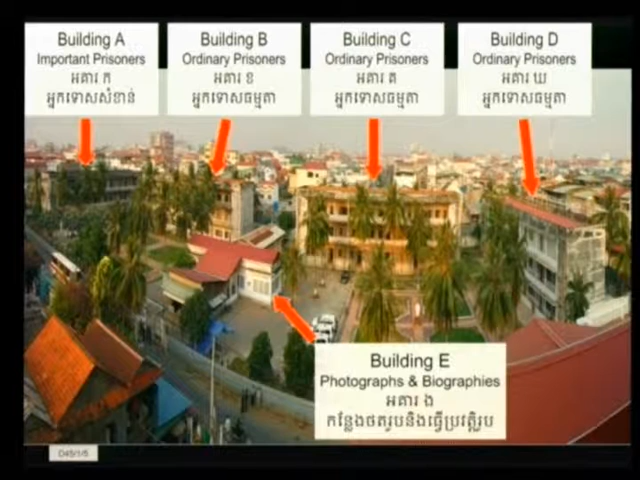 Building A
Important Prisoners
អគារ ក
អ្នកទោសសំខាន់
Building B
Ordinary Prisoners
អគារ ខ
អ្នកទោសធម្មតា
Building C
Ordinary Prisoners
អគារ គ
អ្នកទោសធម្មតា
Building D
Ordinary Prisoners
អគារ ឃ
អ្នកទោសធម្មតា
Building E
Photographs & Biographies
អគារ ង
កន្លែងថតរូបនិងធ្វើប្រវត្តិរូប
D45/1/5